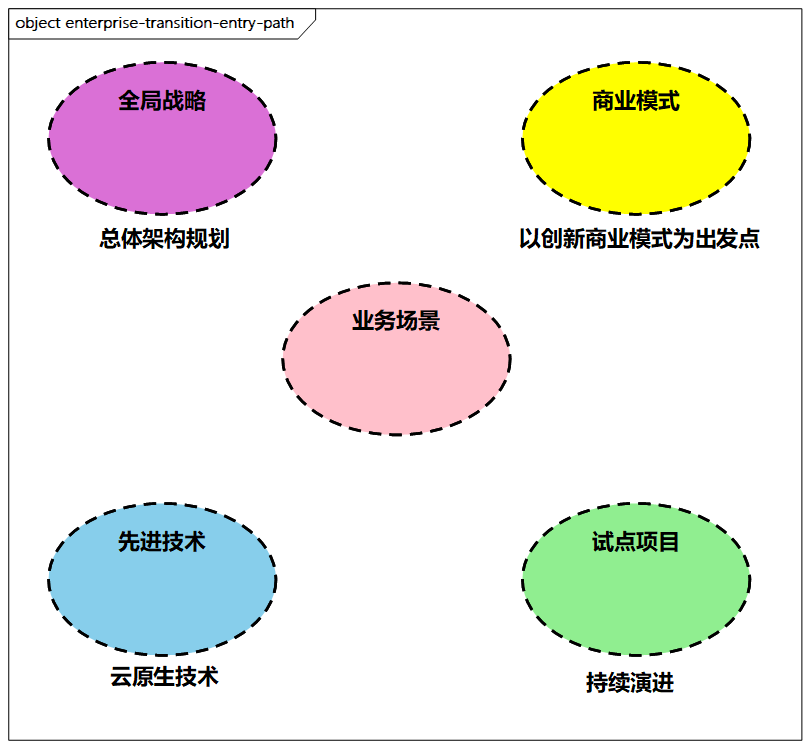 object enterprise-transition-entry-path
全局战略
商业模式
总体架构规划
以创新商业模式为出发点
业务场景
先进技术
试点项目
云原生技术
持续演进